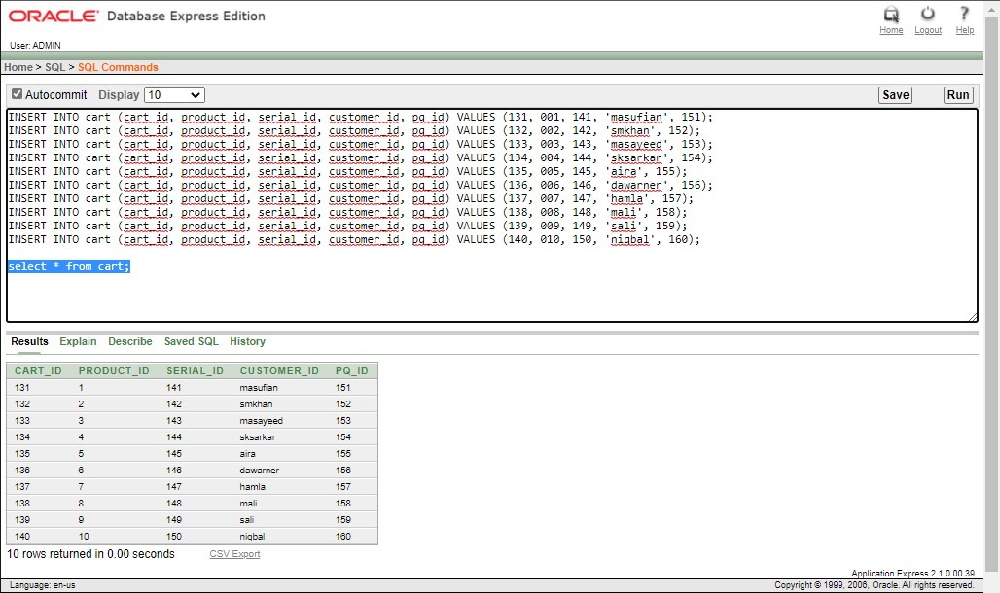 ORACLE® Database Express Edition
Home Logout Help
User: ADMIN
Home > SQL > SQL Commands
Autocommit Display 10 Save Run
INSERT INTO cart (cart_id, product_id, serial_id, customer_id, pq_id) VALUES (131, 001, 141, 'masufian', 151);
INSERT INTO cart (cart_id, product_id, serial_id, customer_id, pq_id) VALUES (132, 002, 142, 'smkhan', 152);
INSERT INTO cart (cart_id, product_id, serial_id, customer_id, pq_id) VALUES (133, 003, 143, 'masayeed', 153);
INSERT INTO cart (cart_id, product_id, serial_id, customer_id, pq_id) VALUES (134, 004, 144, 'sksarkar', 154);
INSERT INTO cart (cart_id, product_id, serial_id, customer_id, pq_id) VALUES (135, 005, 145, 'aira', 155);
INSERT INTO cart (cart_id, product_id, serial_id, customer_id, pq_id) VALUES (136, 006, 146, 'dawarner', 156);
INSERT INTO cart (cart_id, product_id, serial_id, customer_id, pq_id) VALUES (137, 007, 147, 'hamla', 157);
INSERT INTO cart (cart_id, product_id, serial_id, customer_id, pq_id) VALUES (138, 008, 148, 'mali', 158);
INSERT INTO cart (cart_id, product_id, serial_id, customer_id, pq_id) VALUES (139, 009, 149, 'sali', 159);
INSERT INTO cart (cart_id, product_id, serial_id, customer_id, pq_id) VALUES (140, 010, 150, 'niqbal', 160);
select * from cart;
Results Explain Describe Saved SQL History
CART_ID PRODUCT_ID SERIAL_ID CUSTOMER_ID PQ_ID
131 1 141 masufian 151
132 2 142 smkhan 152
133 3 143 masayeed 153
134 4 144 sksarkar 154
135 5 145 aira 155
136 6 146 dawarner 156
137 7 147 hamla 157
138 8 148 mali 158
139 9 149 sali 159
140 10 150 niqbal 160
10 rows returned in 0.00 seconds CSV Export
Application Express 2.1.0.00.39
Language: en-us Copyright © 1999, 2006, Oracle. All rights reserved.